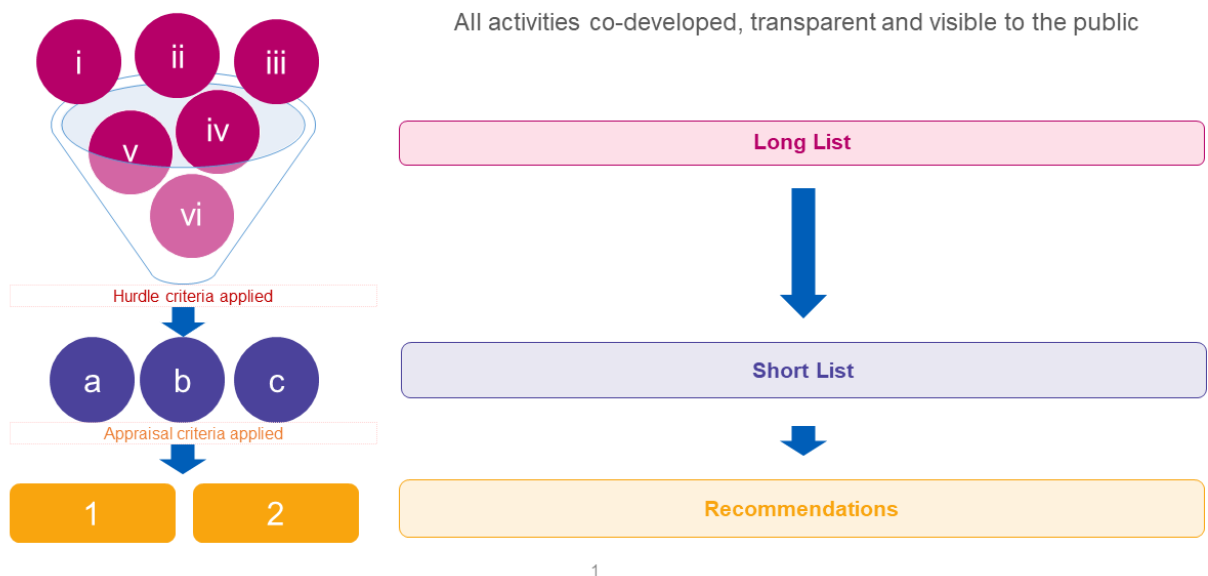 All activities co-developed, transparent and visible to the public
i
ii
iii
iv
v
vi
Long List
Hurdle criteria applied
a
b
c
Short List
Appraisal criteria applied
1
2
Recommendations
1